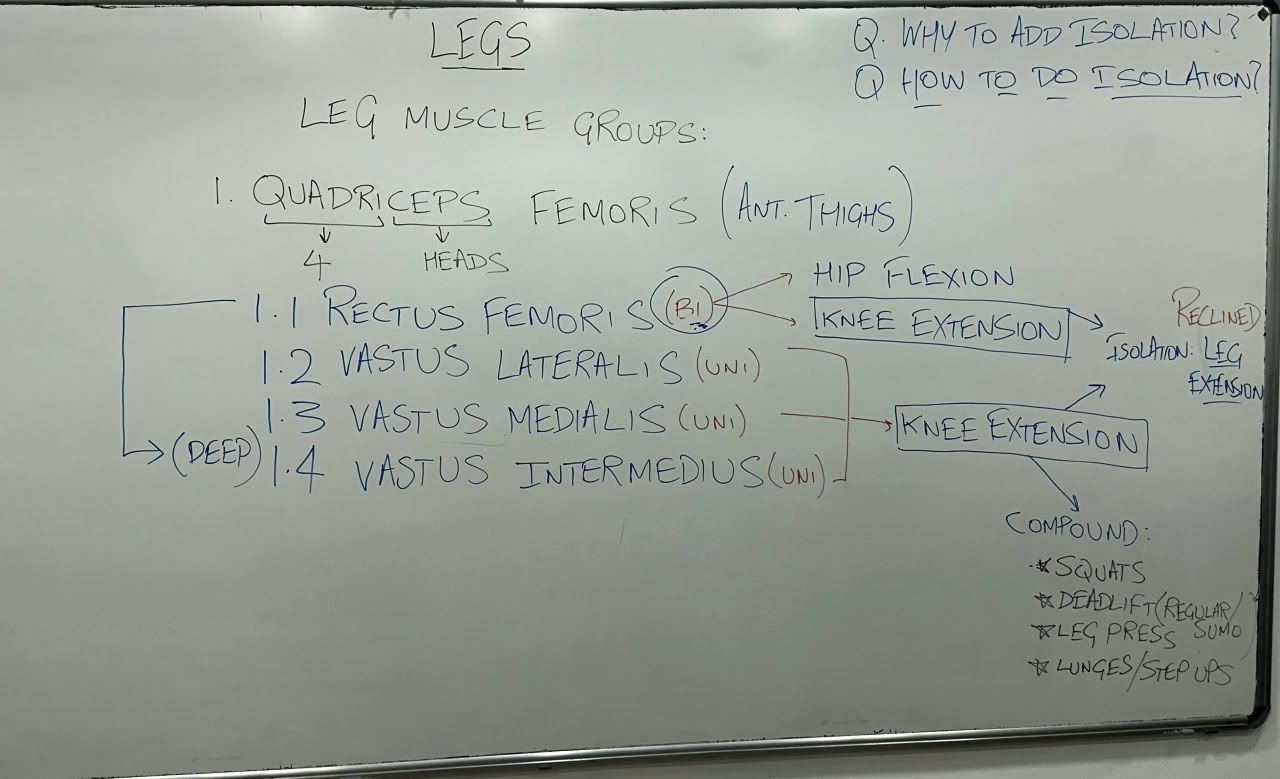 LEGS
Q. WHY TO ADD ISOLATION?
Q HOW TO DO ISOLATION?
LEG MUSCLE GROUPS:
1. QUADRICEPS FEMORIS (ANT. THIGHS)
4 HEADS
1.1 RECTUS FEMORIS (BI)
HIP FLEXION
KNEE EXTENSION
RECLINED
ISOLATION: LEG
EXTENSION
1.2 VASTUS LATERALIS (UNI)
1.3 VASTUS MEDIALIS (UNI)
KNEE EXTENSION
(DEEP) 1.4 VASTUS INTERMEDIUS (UNI)
COMPOUND:
* SQUATS
* DEADLIFT (REGULAR/
* LEG PRESS SUMO)
* LUNGES/STEP UPS